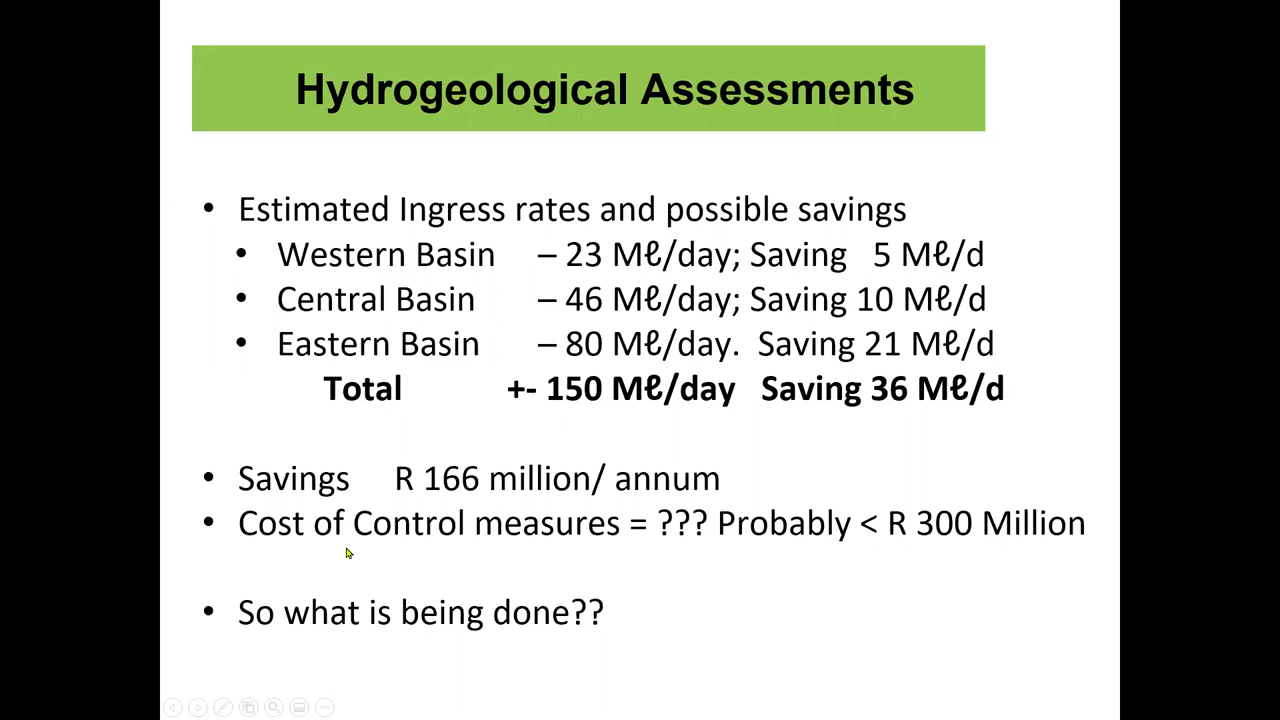 Hydrogeological Assessments
• Estimated Ingress rates and possible savings
• Western Basin – 23 Mℓ/day; Saving 5 Mℓ/d
• Central Basin – 46 Mℓ/day; Saving 10 Mℓ/d
• Eastern Basin – 80 Mℓ/day. Saving 21 Mℓ/d
Total +- 150 Mℓ/day Saving 36 Mℓ/d
• Savings R 166 million/ annum
• Cost of Control measures = ??? Probably < R 300 Million
• So what is being done??